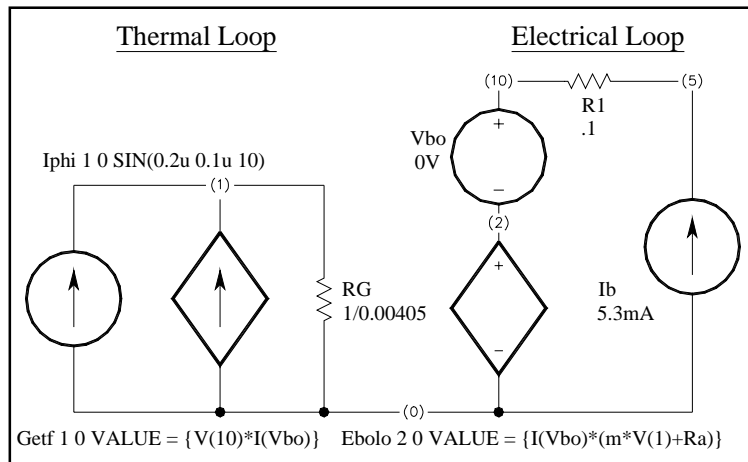 Thermal Loop
Electrical Loop
(10)
(5)
R1
.1
Vbo
0V
+
−
Iphi 1 0 SIN(0.2u 0.1u 10)
(1)
(2)
+
−
RG
1/0.00405
Ib
5.3mA
(0)
Getf 1 0 VALUE = {V(10)*I(Vbo)}
Ebolo 2 0 VALUE = {I(Vbo)*(m*V(1)+Ra)}